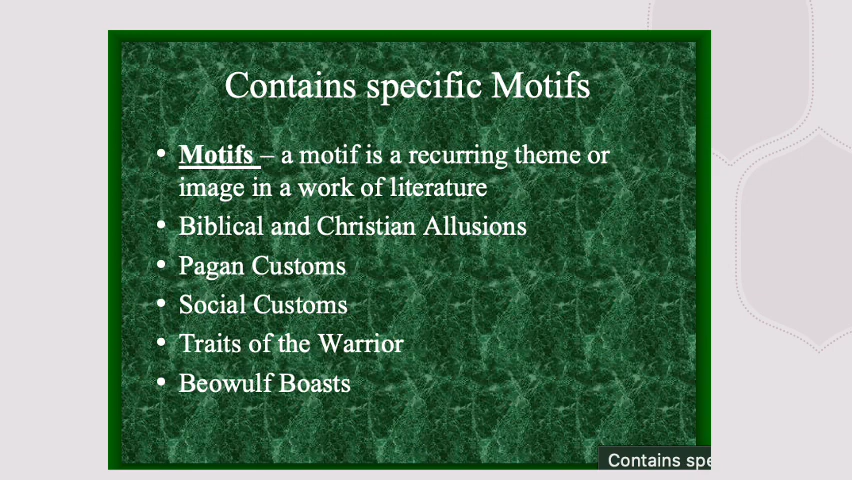 Contains specific Motifs
• Motifs – a motif is a recurring theme or
image in a work of literature
• Biblical and Christian Allusions
• Pagan Customs
• Social Customs
• Traits of the Warrior
• Beowulf Boasts
Contains spe